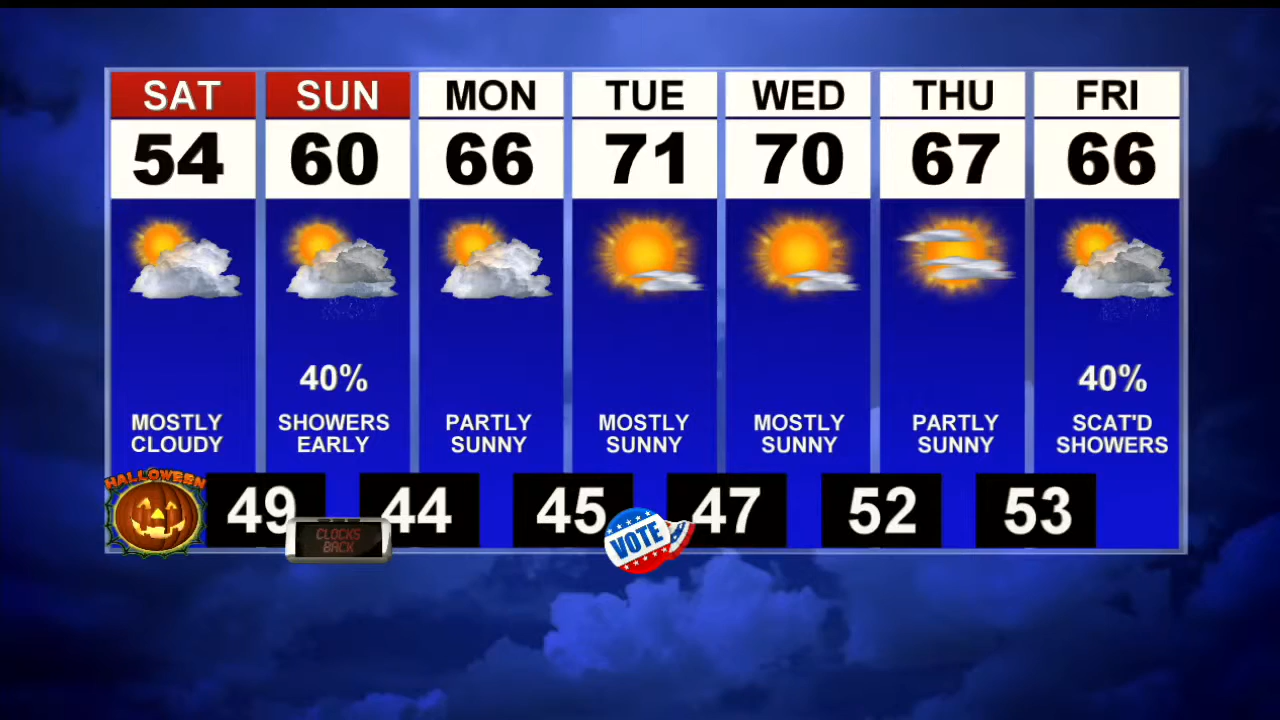 SAT SUN MON TUE WED THU FRI
54 60 66 71 70 67 66
40% 40%
MOSTLY SHOWERS PARTLY MOSTLY MOSTLY PARTLY SCAT'D
CLOUDY EARLY SUNNY SUNNY SUNNY SUNNY SHOWERS
HALLOWEEN
49 44 45 47 52 53
CLOCKS
BACK
VOTE